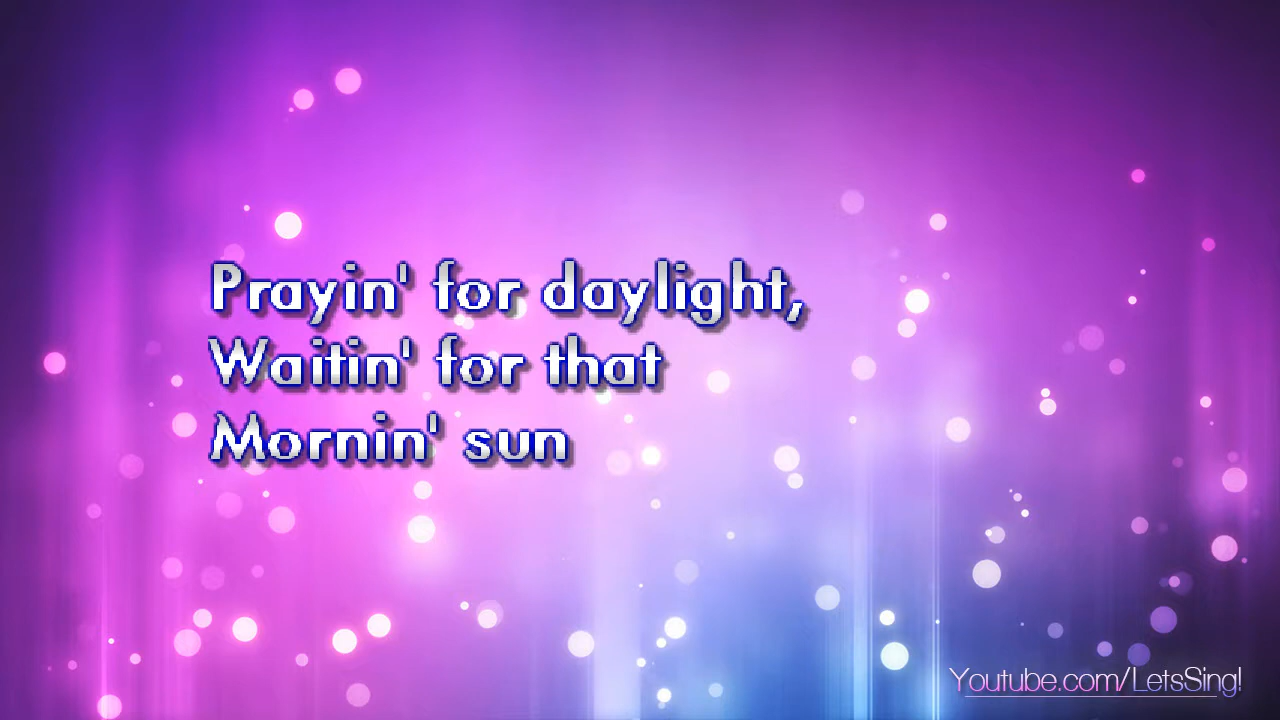 Prayin' for daylight,
Waitin' for that
Mornin' sun
Youtube.com/LetsSing!